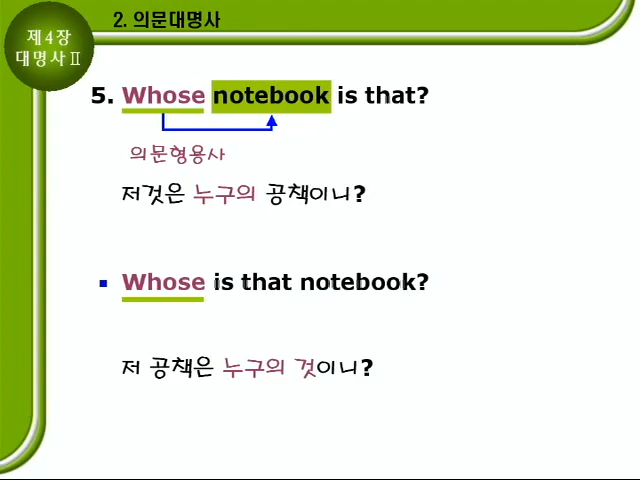 2. 의문대명사
제4장
대명사Ⅱ
5. Whose notebook is that?
의문형용사
저것은 누구의 공책이니?
Whose is that notebook?
저 공책은 누구의 것이니?